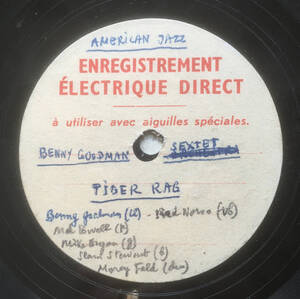 AMERICAN JAZZ
ENREGISTREMENT
ÉLECTRIQUE DIRECT
à utiliser avec aiguilles spéciales.
BENNY GOODMAN SEXTET
TIGER RAG
Benny Goodman (cl) - Red Norvo (vb)
Mel Powell (p)
Mike Bryan (g)
Slam Stewart (b)
Morey Feld (dm)